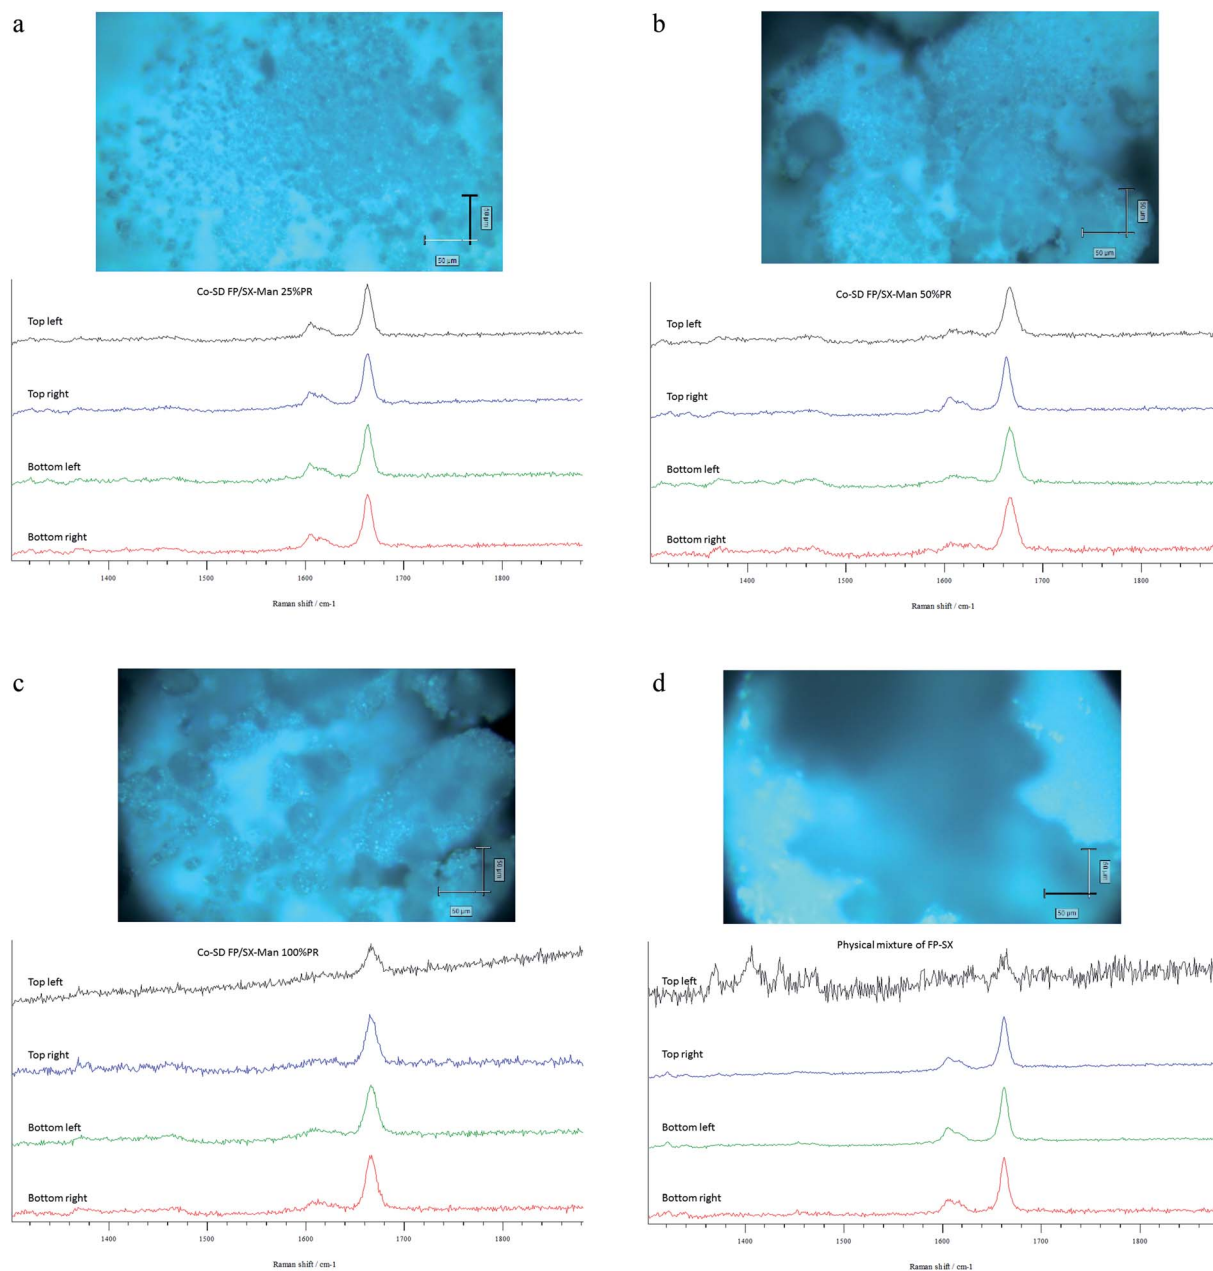 a
50 µm
50 µm
Co-SD FP/SX-Man 25%PR
Top left
Top right
Bottom left
Bottom right
1400 1500 1600 1700 1800
Raman shift / cm-1
b
50 µm
50 µm
Co-SD FP/SX-Man 50%PR
Top left
Top right
Bottom left
Bottom right
1400 1500 1600 1700 1800
Raman shift / cm-1
c
50 µm
50 µm
Co-SD FP/SX-Man 100%PR
Top left
Top right
Bottom left
Bottom right
1400 1500 1600 1700 1800
Raman shift / cm-1
d
50 µm
50 µm
Physical mixture of FP-SX
Top left
Top right
Bottom left
Bottom right
1400 1500 1600 1700 1800
Raman shift / cm-1